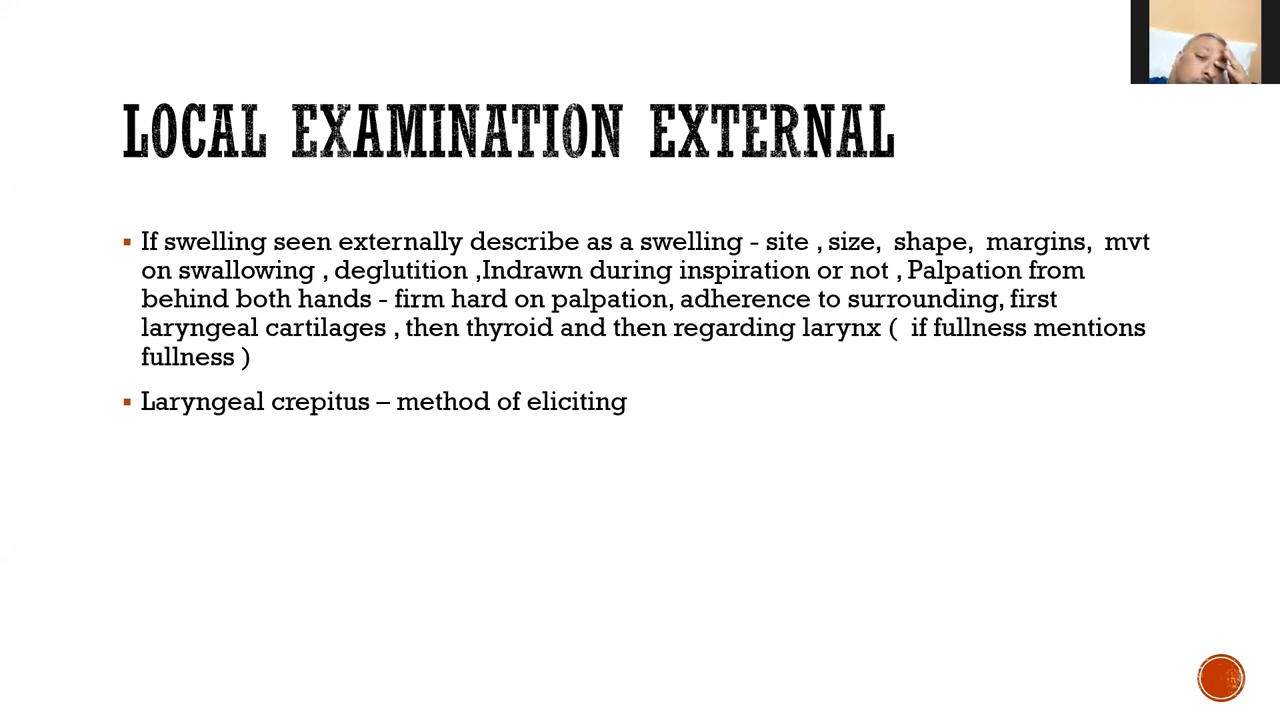 LOCAL EXAMINATION EXTERNAL
If swelling seen externally describe as a swelling - site , size, shape, margins, mvt
on swallowing , deglutition ,Indrawn during inspiration or not , Palpation from
behind both hands - firm hard on palpation, adherence to surrounding, first
laryngeal cartilages , then thyroid and then regarding larynx ( if fullness mentions
fullness )
Laryngeal crepitus – method of eliciting